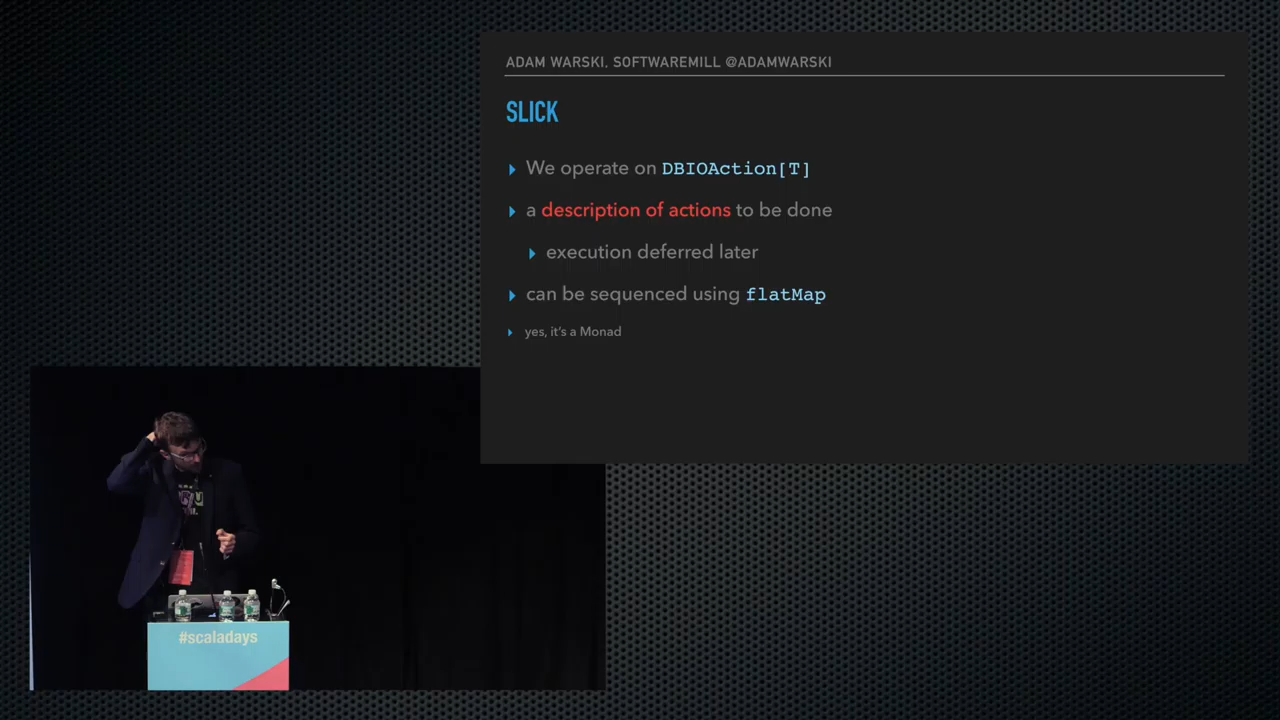 ADAM WARSKI, SOFTWAREMILL @ADAMWARSKI
SLICK
We operate on DBIOAction[T]
a description of actions to be done
execution deferred later
can be sequenced using flatMap
yes, it's a Monad
#scaladays